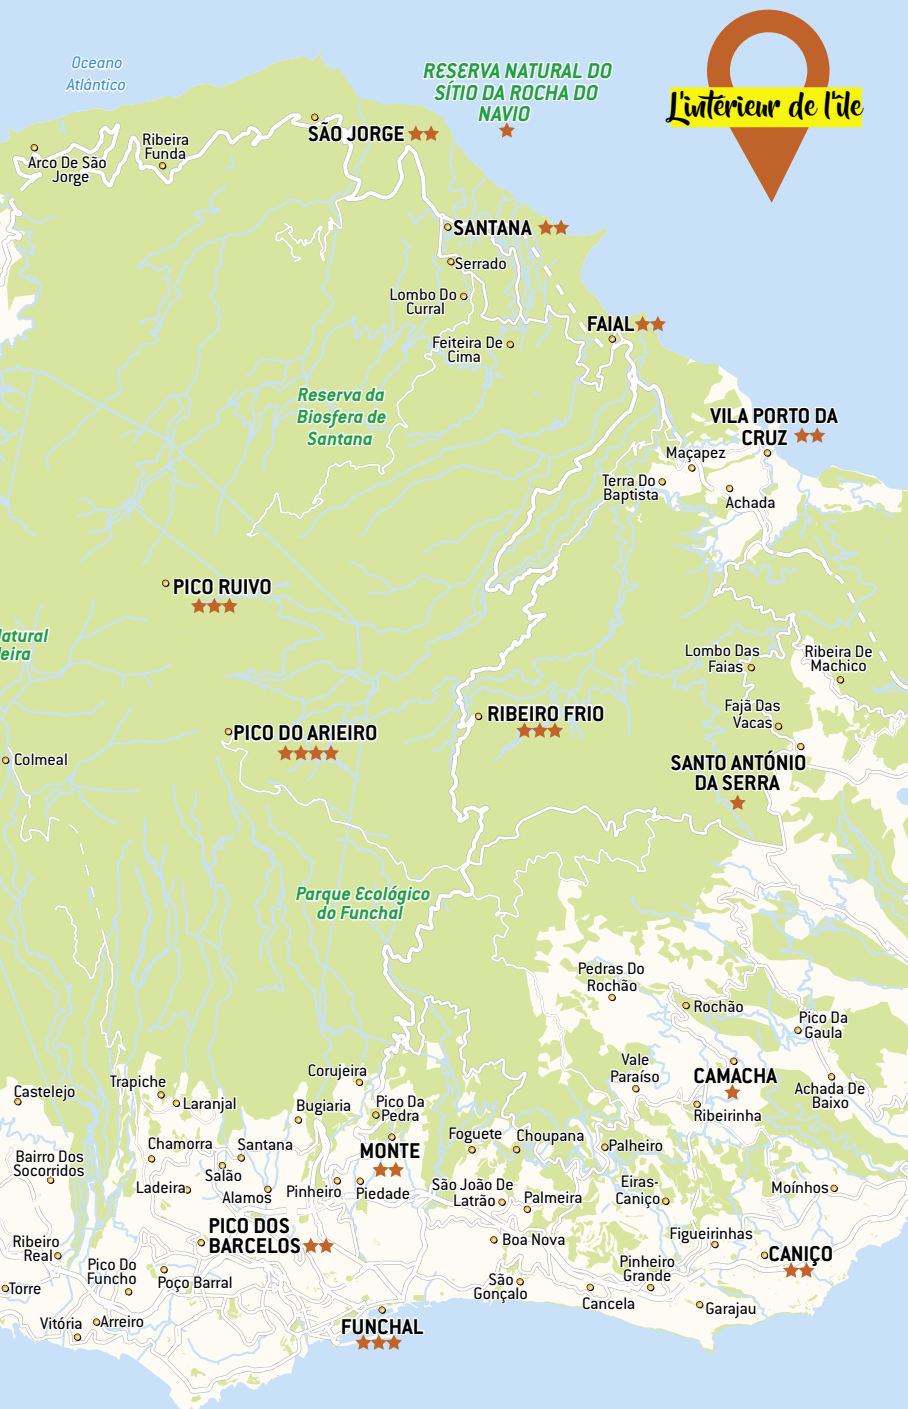 Oceano
Atlântico
RESERVA NATURAL DO
SÍTIO DA ROCHA DO
NAVIO
L'intérieur de l'île
SÃO JORGE
Ribeira
Funda
Arco De São
Jorge
SANTANA
Serrado
Lombo Do
Curral
FAIAL
Feiteira De
Cima
Reserva da
Biosfera de
Santana
VILA PORTO DA
CRUZ
Maçapez
Terra Do
Baptista
Achada
PICO RUIVO
Lombo Das
Faias
Ribeira De
Machico
Fajã Das
Vacas
RIBEIRO FRIO
PICO DO ARIEIRO
Colmeal
SANTO ANTÓNIO
DA SERRA
Parque Ecológico
do Funchal
Pedras Do
Rochão
Rochão
Pico Da
Gaula
Vale
Paraíso
CAMACHA
Achada De
Baixo
Ribeirinha
Corujeira
Trapiche
Castelejo
Laranjal
Bugiaria
Pico Da
Pedra
Foguete
Choupana
Palheiro
Chamorra
Santana
MONTE
Bairro Dos
Socorridos
Salão
Ladeira
Alamos
Pinheiro
Piedade
São João De
Latrão
Palmeira
Eiras-
Caniço
Moínhos
PICO DOS
BARCELOS
Boa Nova
Figueirinhas
CANIÇO
Ribeiro
Real
Pico Do
Funcho
Poço Barral
São
Gonçalo
Pinheiro
Grande
Torre
Cancela
Garajau
Vitória
Arreiro
FUNCHAL